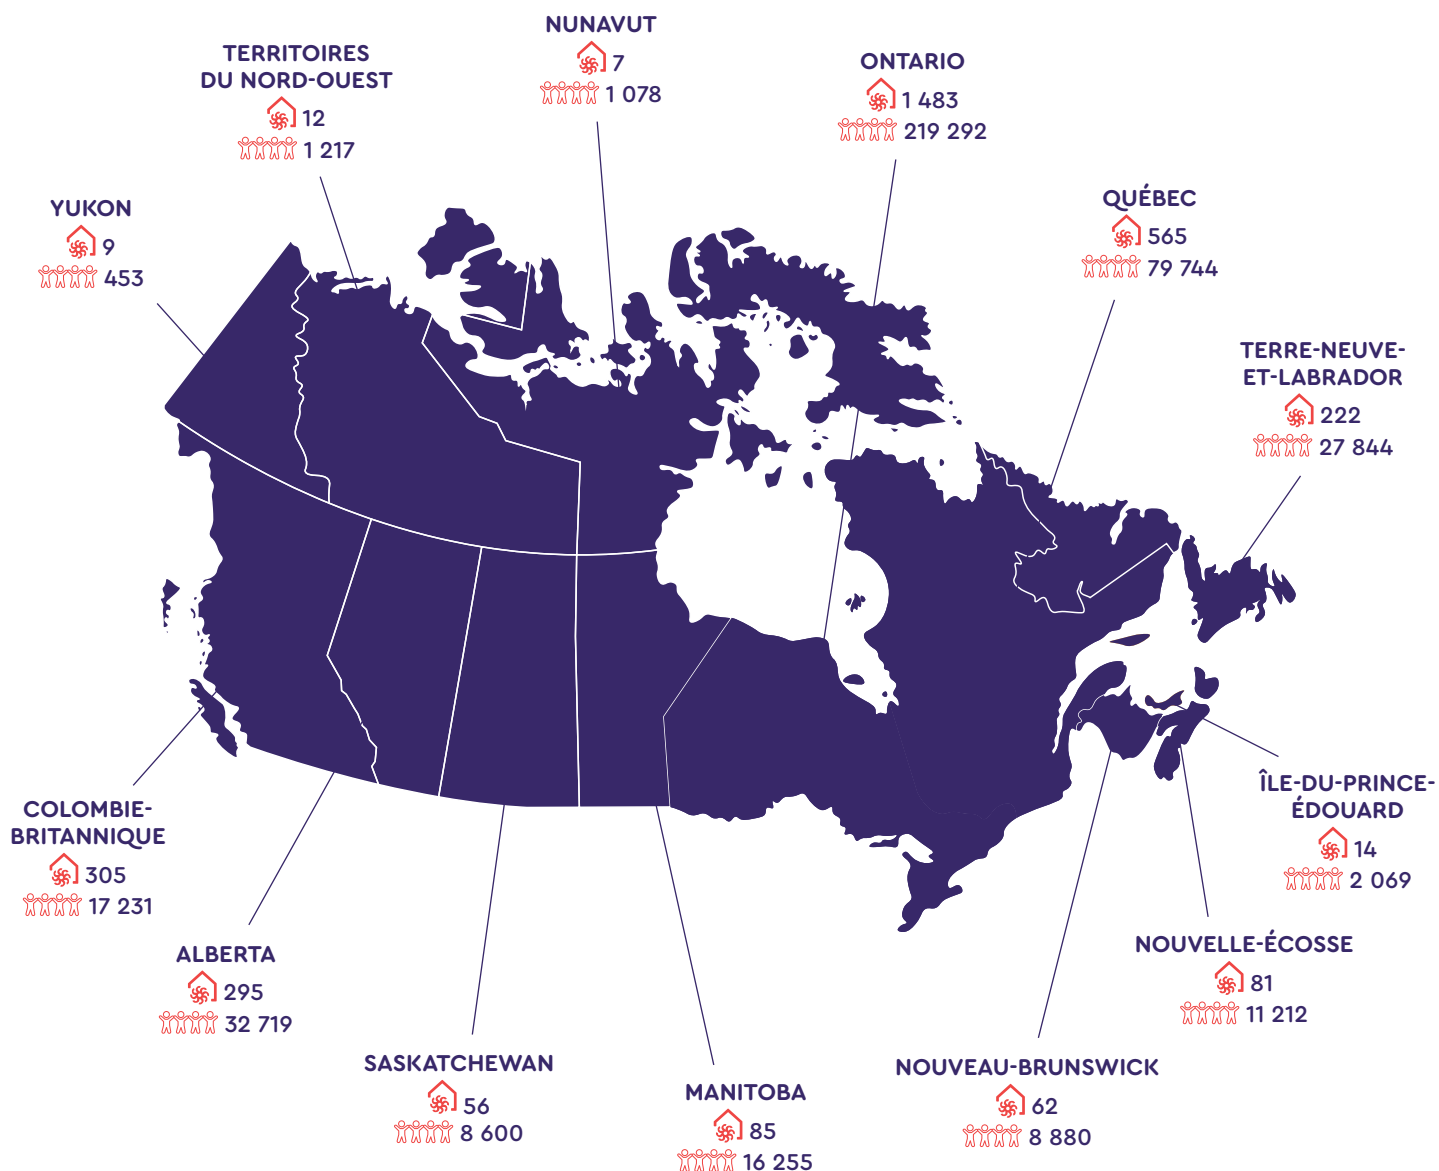 NUNAVUT
7
1 078
TERRITOIRES
DU NORD-OUEST
12
1 217
ONTARIO
1 483
219 292
YUKON
9
453
QUÉBEC
565
79 744
TERRE-NEUVE-
ET-LABRADOR
222
27 844
COLOMBIE-
BRITANNIQUE
305
17 231
ÎLE-DU-PRINCE-
ÉDOUARD
14
2 069
ALBERTA
295
32 719
NOUVELLE-ÉCOSSE
81
11 212
SASKATCHEWAN
56
8 600
MANITOBA
85
16 255
NOUVEAU-BRUNSWICK
62
8 880